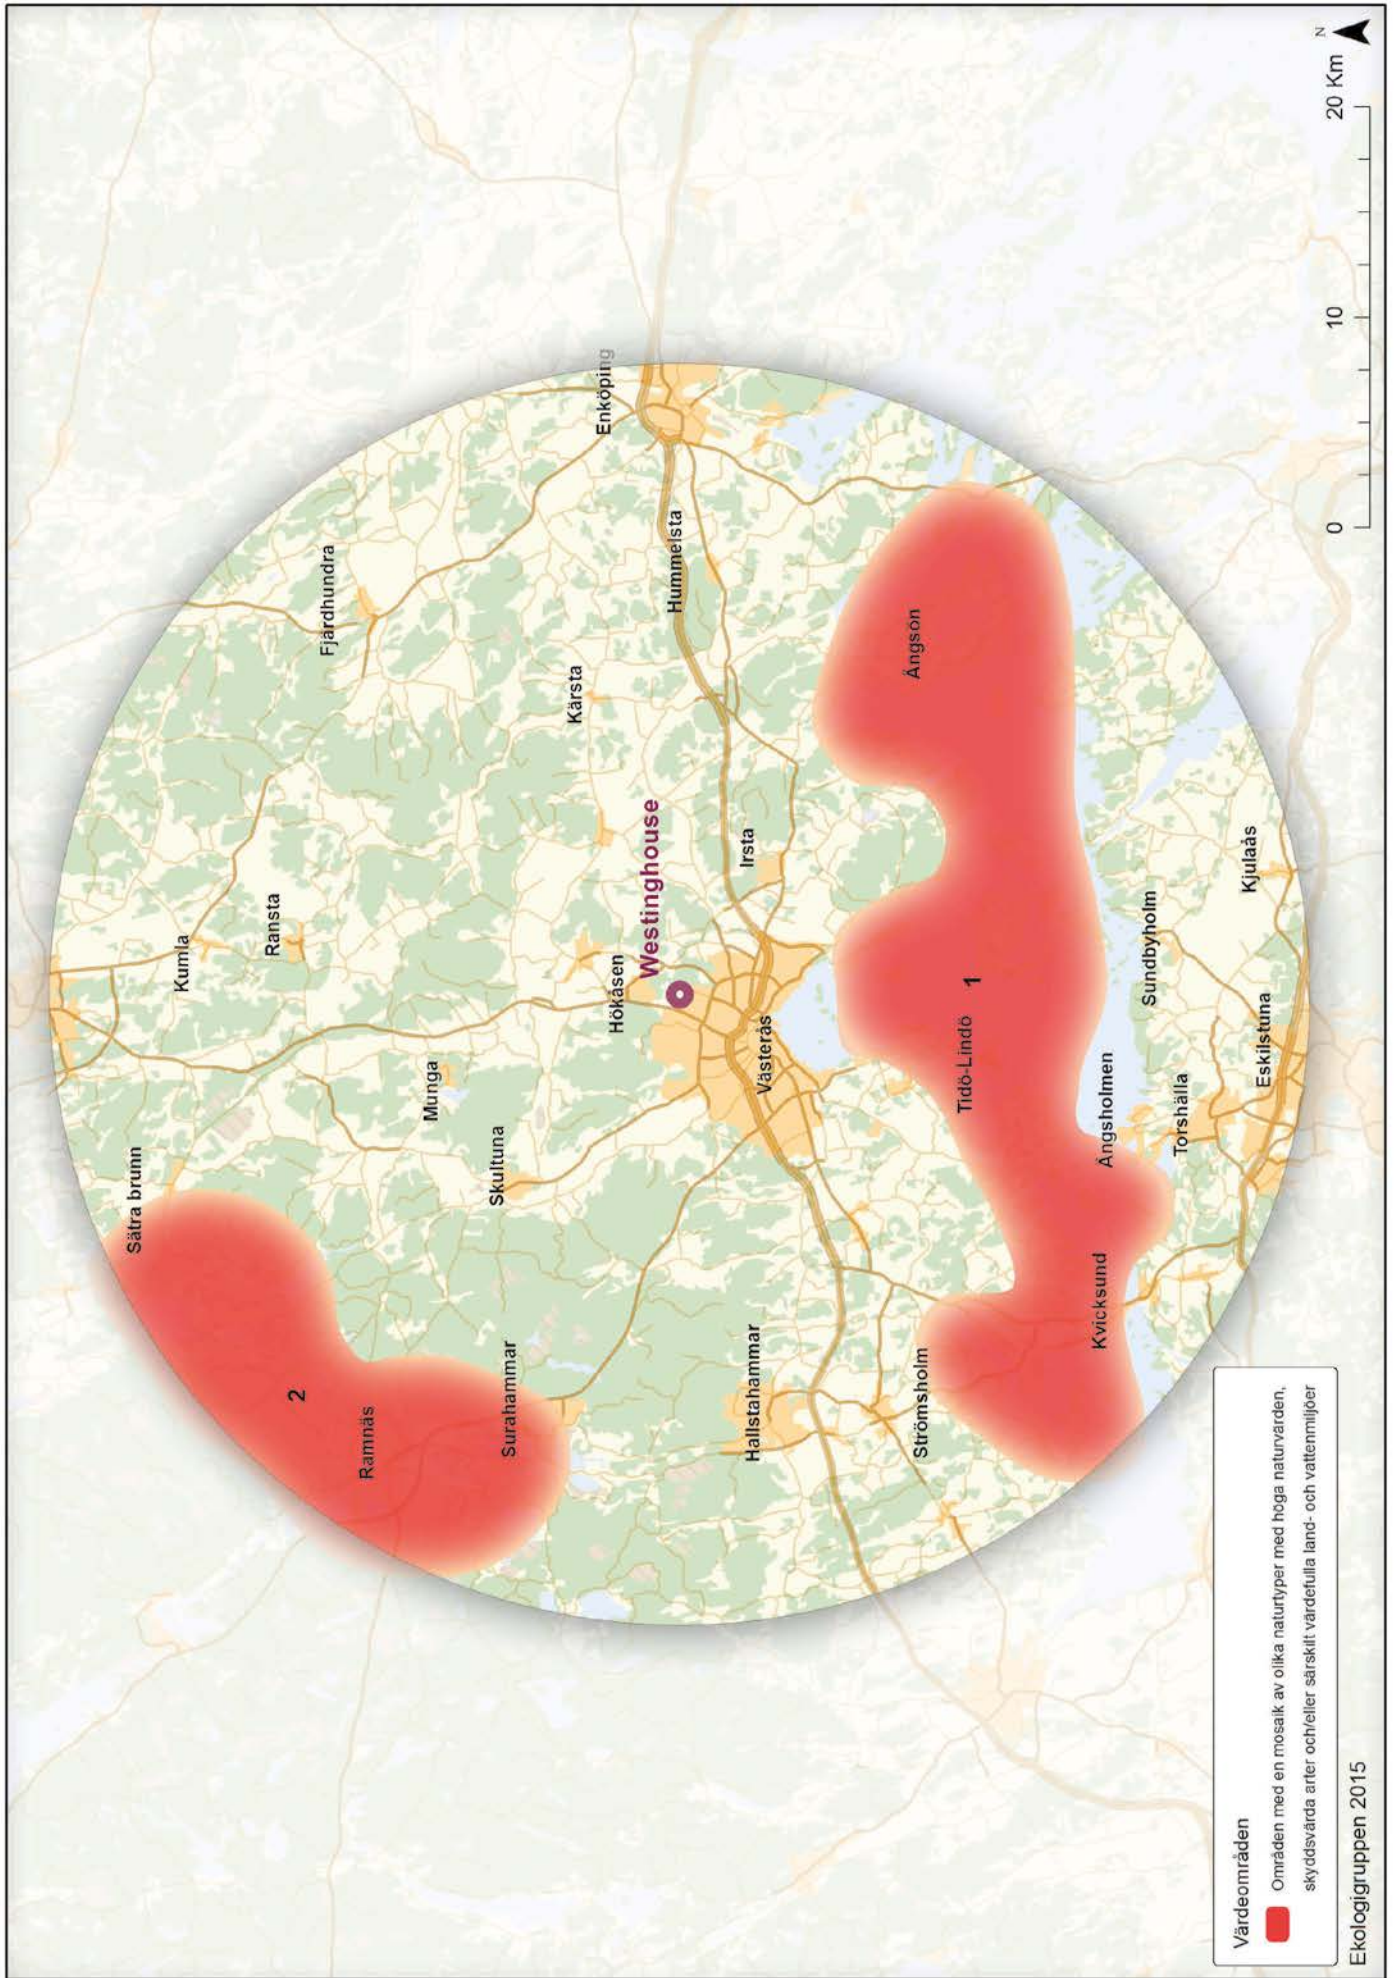 N
Sätra brunn
Kumla
Ransta
Fjärdhundra
2
Ramnäs
Munga
Surahammar
Skultuna
Kärsta
Enköping
Hökåsen
Westinghouse
Hummelsta
Hallstahammar
Västerås
Irsta
Strömsholm
Tidö-Lindö
1
Ängsön
Kvicksund
Ängsholmen
Sundbyholm
Torshälla
Eskilstuna
Kjulaås
Värdeområden
Områden med en mosaik av olika naturtyper med höga naturvärden,
skyddsvärda arter och/eller särskilt värdefulla land- och vattenmiljöer
0 10 20 Km
Ekologigruppen 2015